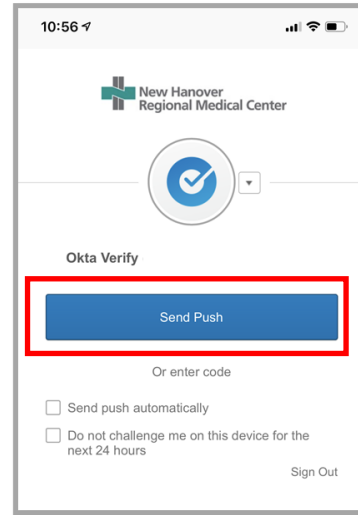 10:56
New Hanover
Regional Medical Center
Okta Verify
Send Push
Or enter code
Send push automatically
Do not challenge me on this device for the
next 24 hours
Sign Out